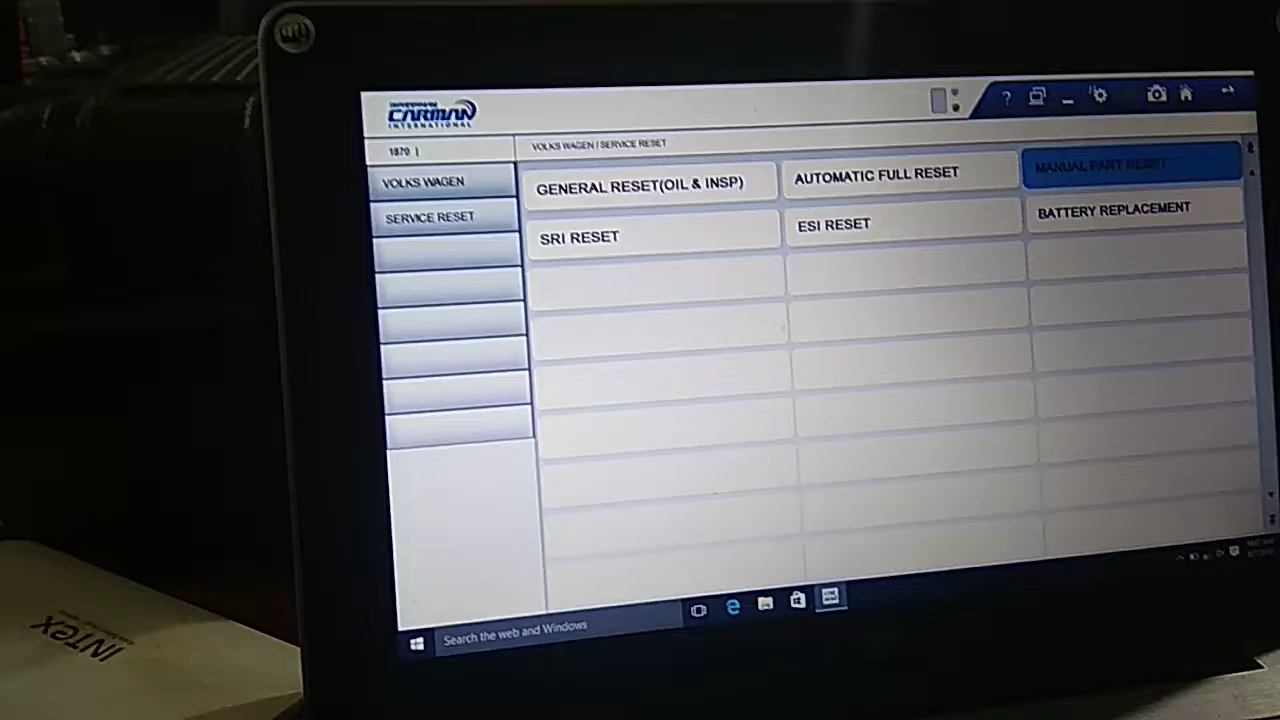 CARMAN
INTERNATIONAL
1870 |
VOLKS WAGEN / SERVICE RESET
VOLKS WAGEN
SERVICE RESET
GENERAL RESET(OIL & INSP)
AUTOMATIC FULL RESET
MANUAL PART RESET
SRI RESET
ESI RESET
BATTERY REPLACEMENT
Search the web and Windows
INTEX